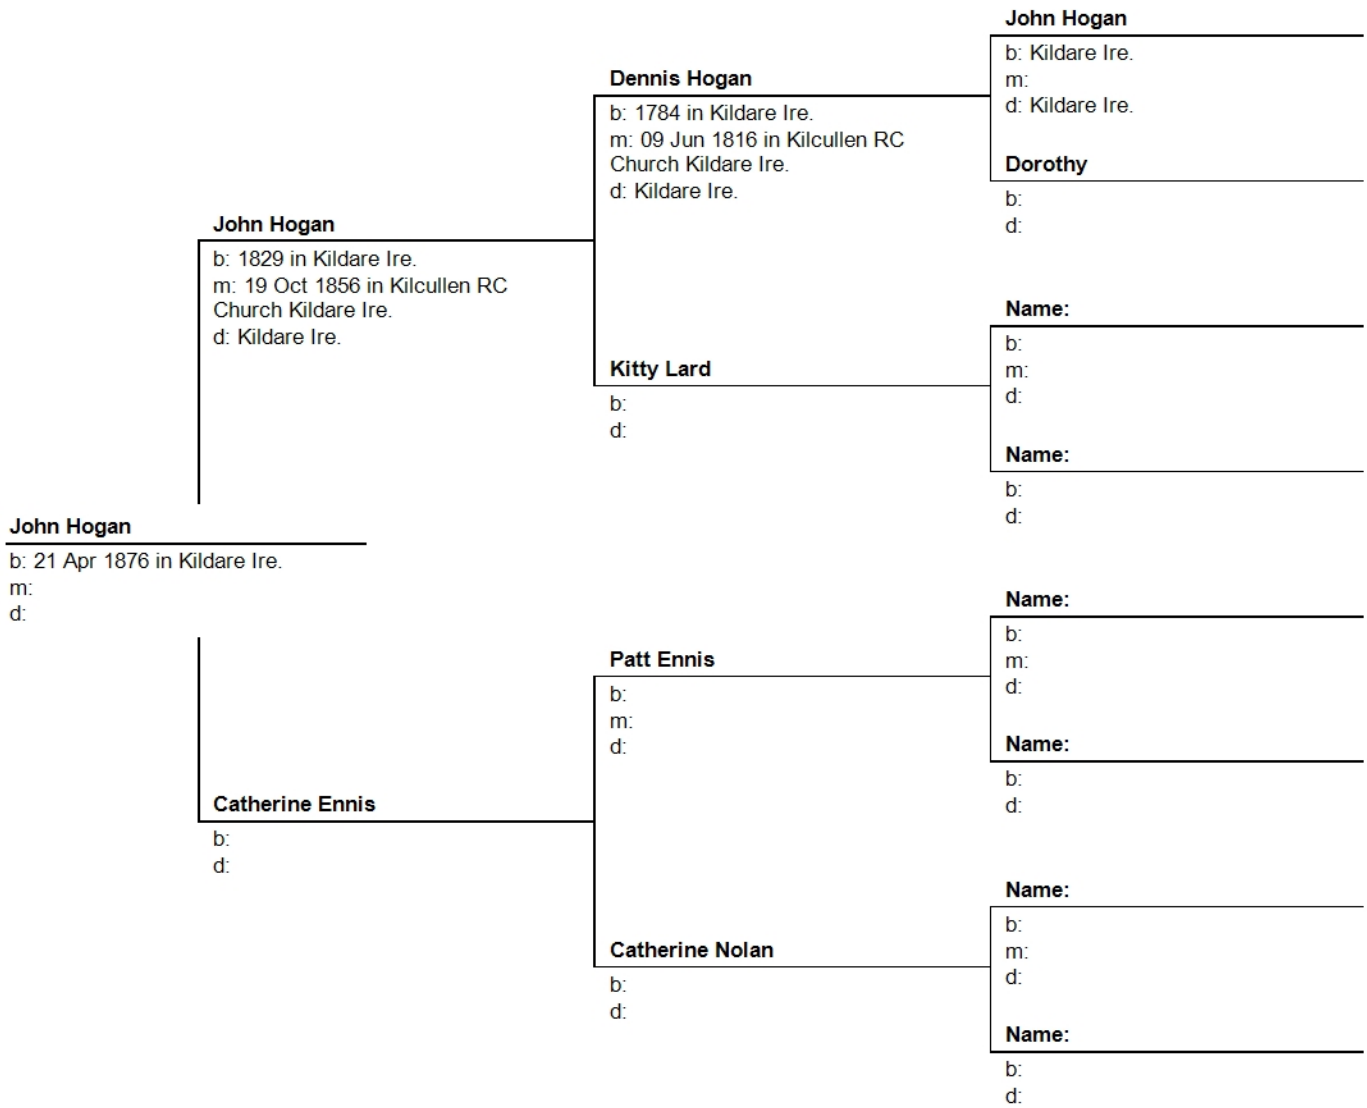 John Hogan
b: Kildare Ire.
m:
d: Kildare Ire.
Dennis Hogan
b: 1784 in Kildare Ire.
m: 09 Jun 1816 in Kilcullen RC
Church Kildare Ire.
d: Kildare Ire.
Dorothy
b:
d:
John Hogan
b: 1829 in Kildare Ire.
m: 19 Oct 1856 in Kilcullen RC
Church Kildare Ire.
d: Kildare Ire.
Name:
b:
m:
d:
Kitty Lard
b:
d:
Name:
b:
d:
John Hogan
b: 21 Apr 1876 in Kildare Ire.
m:
d:
Name:
b:
m:
d:
Patt Ennis
b:
m:
d:
Name:
b:
d:
Catherine Ennis
b:
d:
Name:
b:
m:
d:
Catherine Nolan
b:
d:
Name:
b:
d: